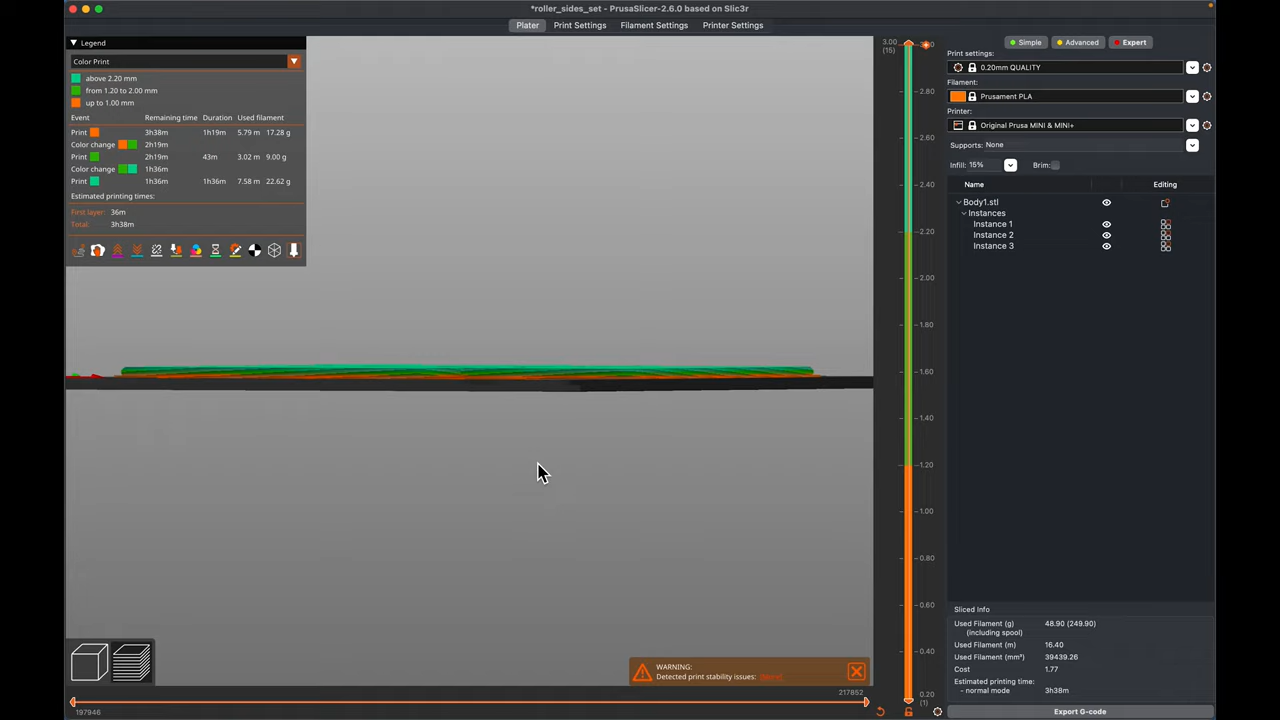 *roller_sides_set - PrusaSlicer-2.6.0 based on Slic3r
Plater
Print Settings
Filament Settings
Printer Settings
Legend
Color Print
above 2.20 mm
from 1.20 to 2.00 mm
up to 1.00 mm
Event Remaining time Duration Used filament
Print 3h38m 1h19m 5.79 m 17.28 g
Color change 2h19m
Print 2h19m 43m 3.02 m 9.00 g
Color change 1h36m
Print 1h36m 1h36m 7.58 m 22.62 g
Estimated printing times:
First layer: 36m
Total: 3h38m
3.00
(15)
2.80
2.60
2.40
2.20
2.00
1.80
1.60
1.40
1.20
1.00
0.80
0.60
0.40
0.20
(1)
Simple
Advanced
Expert
Print settings:
0.20mm QUALITY
Filament:
Prusament PLA
Printer:
Original Prusa MINI & MINI+
Supports: None
Infill: 15% Brim:
Name Editing
Body1.stl
Instances
Instance 1
Instance 2
Instance 3
Sliced Info
Used Filament (g) 48.90 (249.90)
(including spool)
Used Filament (m) 16.40
Used Filament (mm³) 39439.26
Cost 1.77
Estimated printing time:
- normal mode 3h38m
WARNING:
Detected print stability issues: (More)
217852
197946
Export G-code